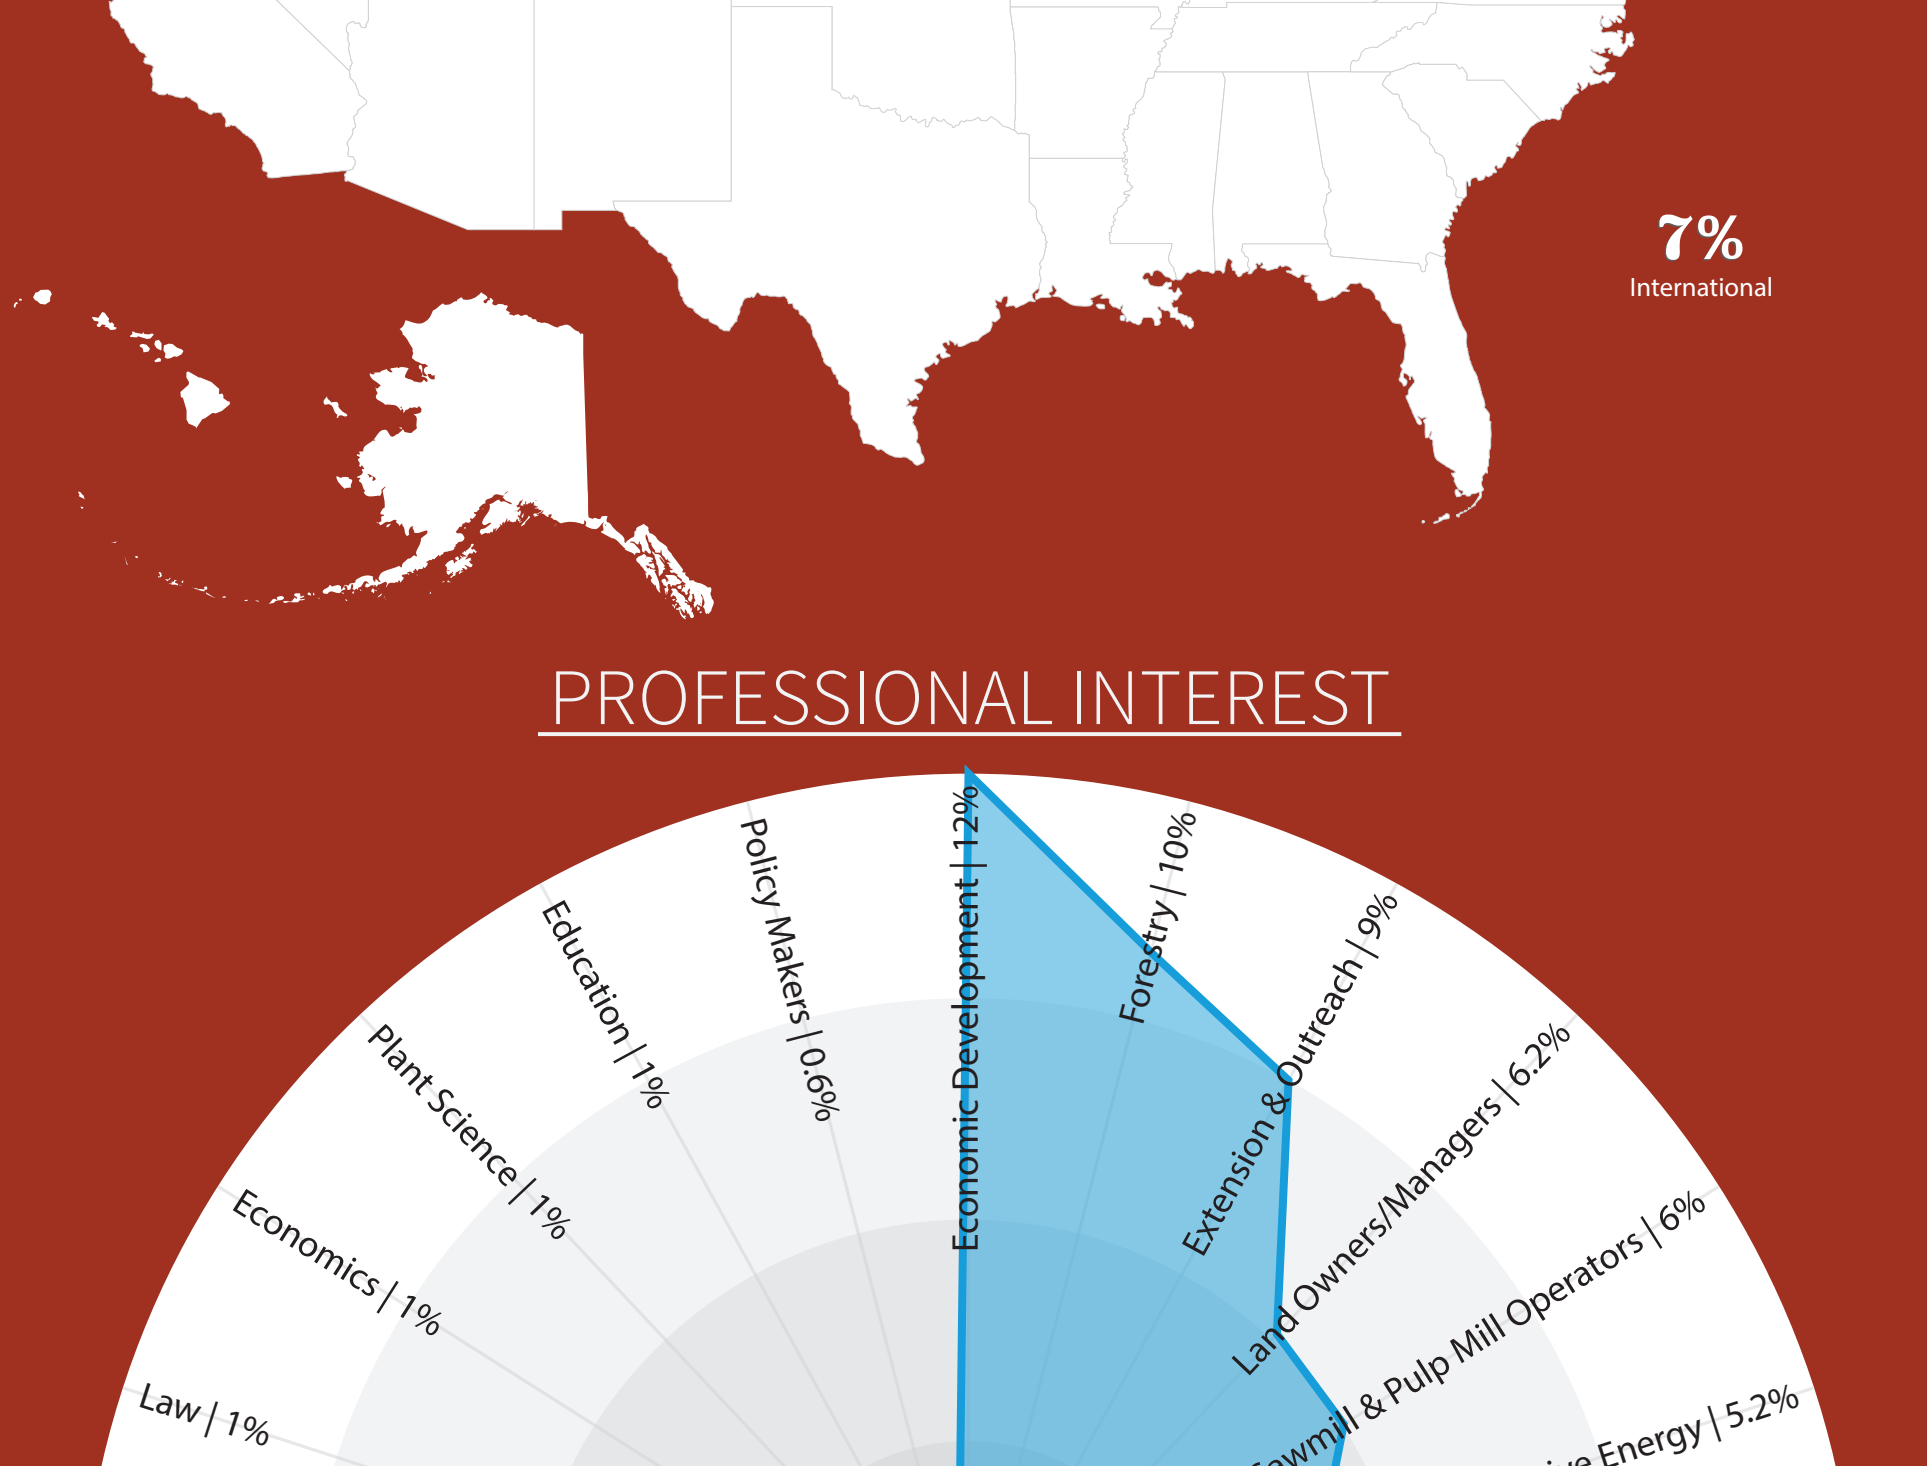 7%
International
PROFESSIONAL INTEREST
Economic Development | 12%
Forestry | 10%
Extension & Outreach | 9%
Land Owners/Managers | 6.2%
& Pulp Mill Operators | 6%
Energy | 5.2%
Policy Makers | 0.6%
Education | 1%
Plant Science | 1%
Economics | 1%
Law | 1%